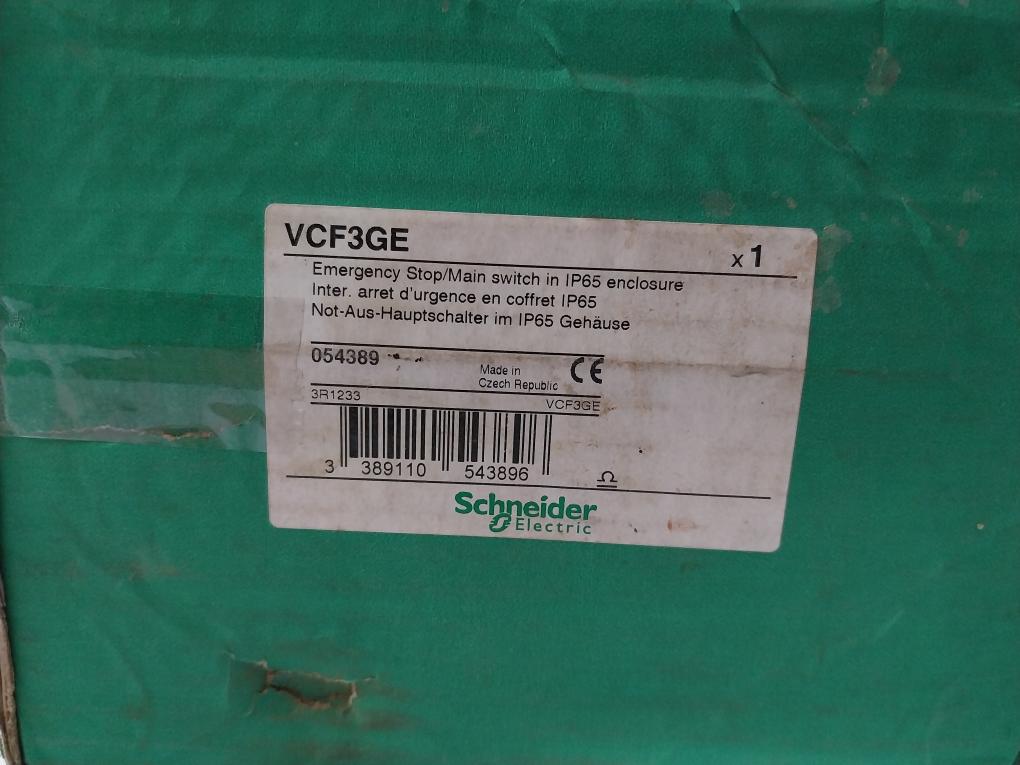 VCF3GE x 1
Emergency Stop/Main switch in IP65 enclosure
Inter. arret d'urgence en coffret IP65
Not-Aus-Hauptschalter im IP65 Gehäuse
054389
Made in
Czech Republic
CE
3R1233 VCF3GE
3 389110 543896
Schneider
Electric